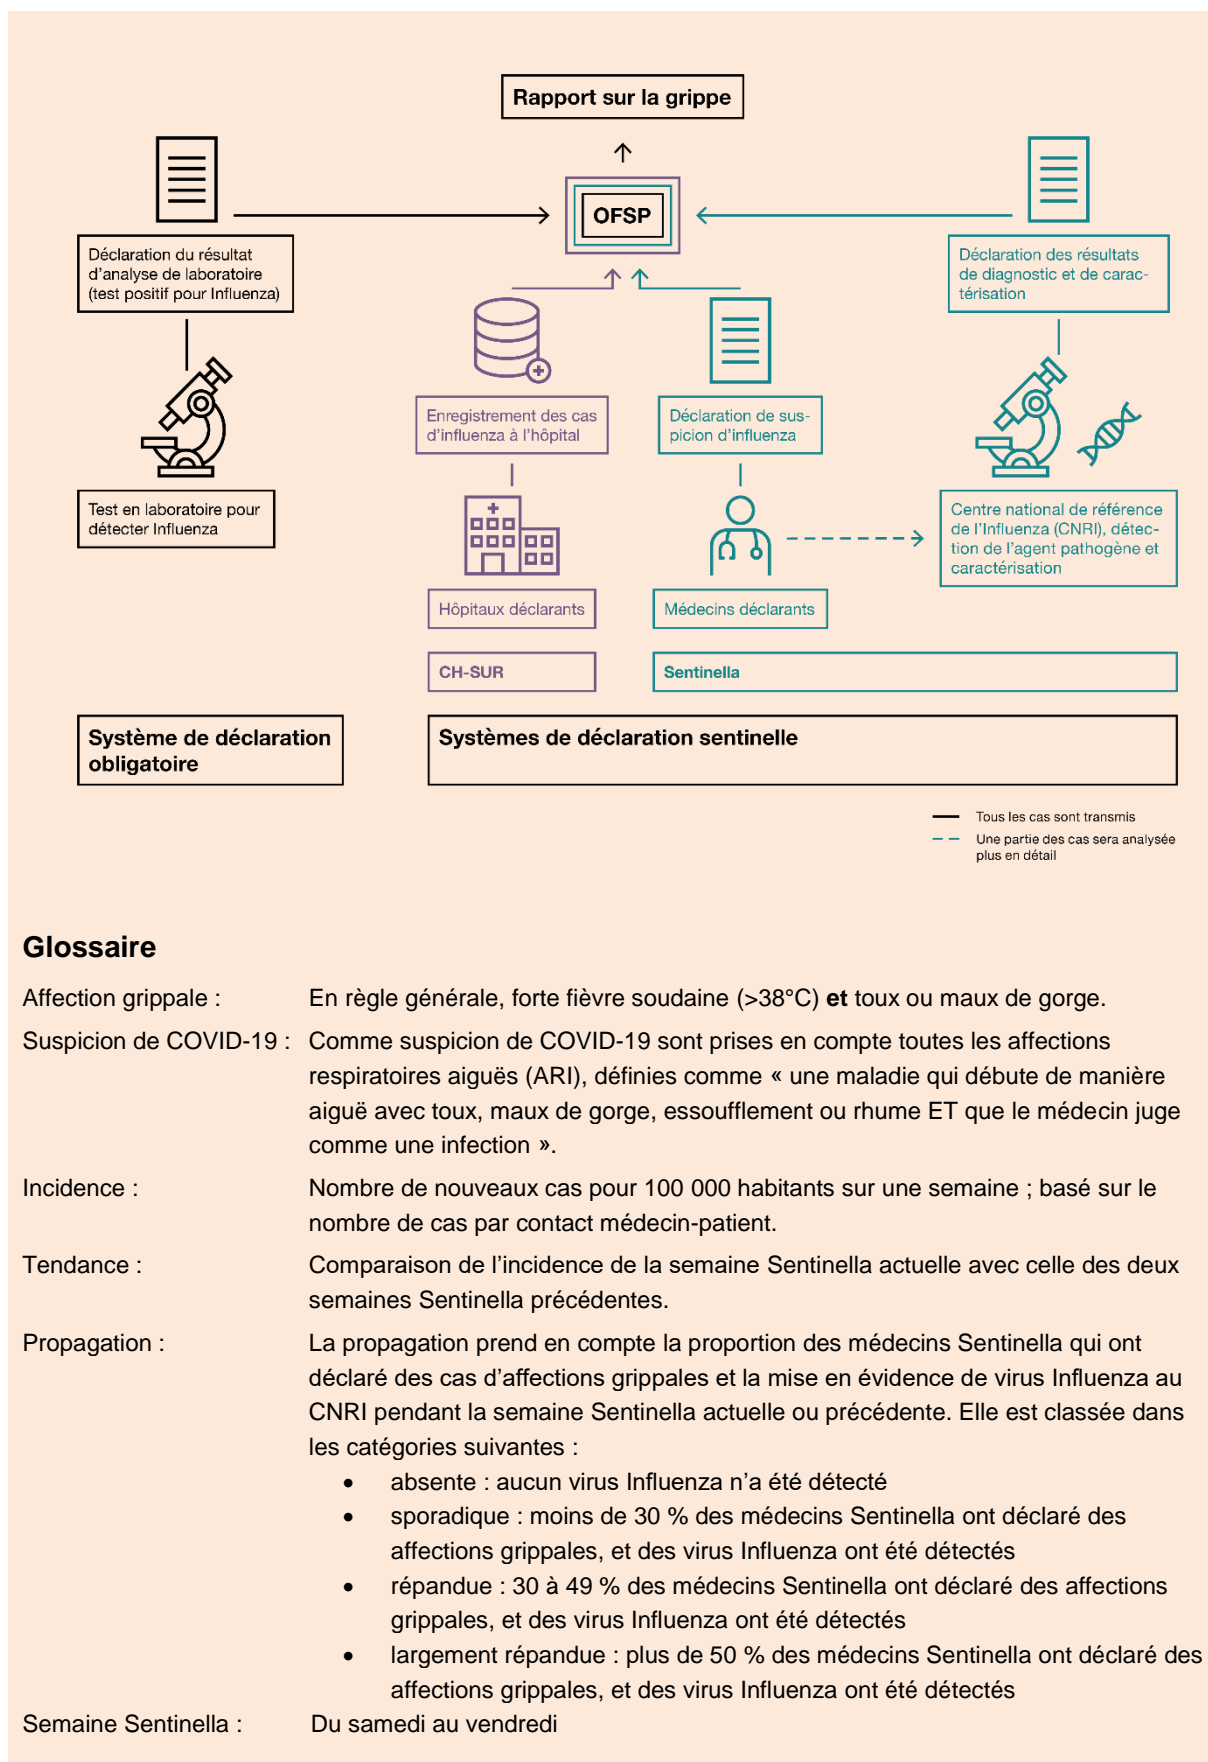 Rapport sur la grippe
OFSP
Déclaration du résultat
d'analyse de laboratoire
(test positif pour Influenza)
Déclaration des résultats
de diagnostic et de carac-
térisation
Enregistrement des cas
d'influenza à l'hôpital
Déclaration de sus-
picion d'influenza
Test en laboratoire pour
détecter Influenza
Centre national de référence
de l'Influenza (CNRI), détec-
tion de l'agent pathogène et
caractérisation
Hôpitaux déclarants
Médecins déclarants
CH-SUR
Sentinella
Système de déclaration
obligatoire
Systèmes de déclaration sentinelle
Tous les cas sont transmis
Une partie des cas sera analysée
plus en détail
Glossaire
Affection grippale : En règle générale, forte fièvre soudaine (>38°C) et toux ou maux de gorge.
Suspicion de COVID-19 : Comme suspicion de COVID-19 sont prises en compte toutes les affections
respiratoires aiguës (ARI), définies comme « une maladie qui débute de manière
aiguë avec toux, maux de gorge, essoufflement ou rhume ET que le médecin juge
comme une infection ».
Incidence : Nombre de nouveaux cas pour 100 000 habitants sur une semaine ; basé sur le
nombre de cas par contact médecin-patient.
Tendance : Comparaison de l'incidence de la semaine Sentinella actuelle avec celle des deux
semaines Sentinella précédentes.
Propagation : La propagation prend en compte la proportion des médecins Sentinella qui ont
déclaré des cas d'affections grippales et la mise en évidence de virus Influenza au
CNRI pendant la semaine Sentinella actuelle ou précédente. Elle est classée dans
les catégories suivantes :
• absente : aucun virus Influenza n'a été détecté
• sporadique : moins de 30 % des médecins Sentinella ont déclaré des
affections grippales, et des virus Influenza ont été détectés
• répandue : 30 à 49 % des médecins Sentinella ont déclaré des affections
grippales, et des virus Influenza ont été détectés
• largement répandue : plus de 50 % des médecins Sentinella ont déclaré des
affections grippales, et des virus Influenza ont été détectés
Semaine Sentinella : Du samedi au vendredi